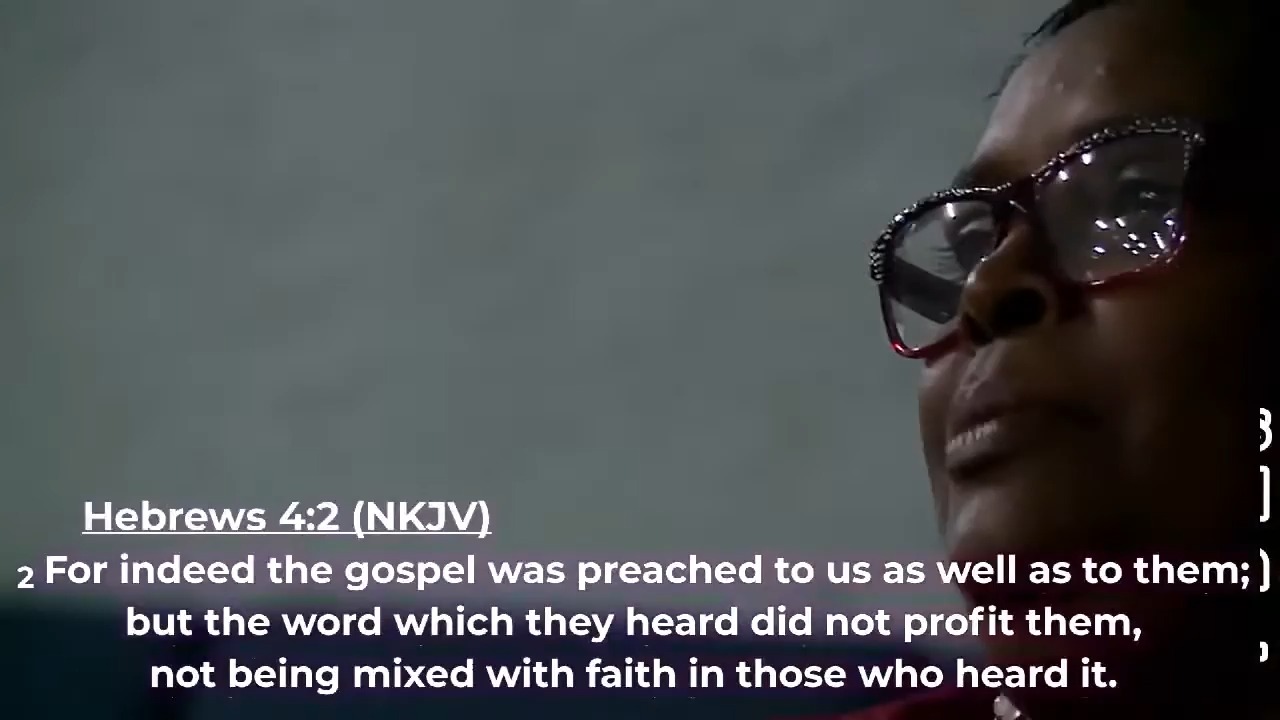 Hebrews 4:2 (NKJV)
2 For indeed the gospel was preached to us as well as to them;
but the word which they heard did not profit them,
not being mixed with faith in those who heard it.